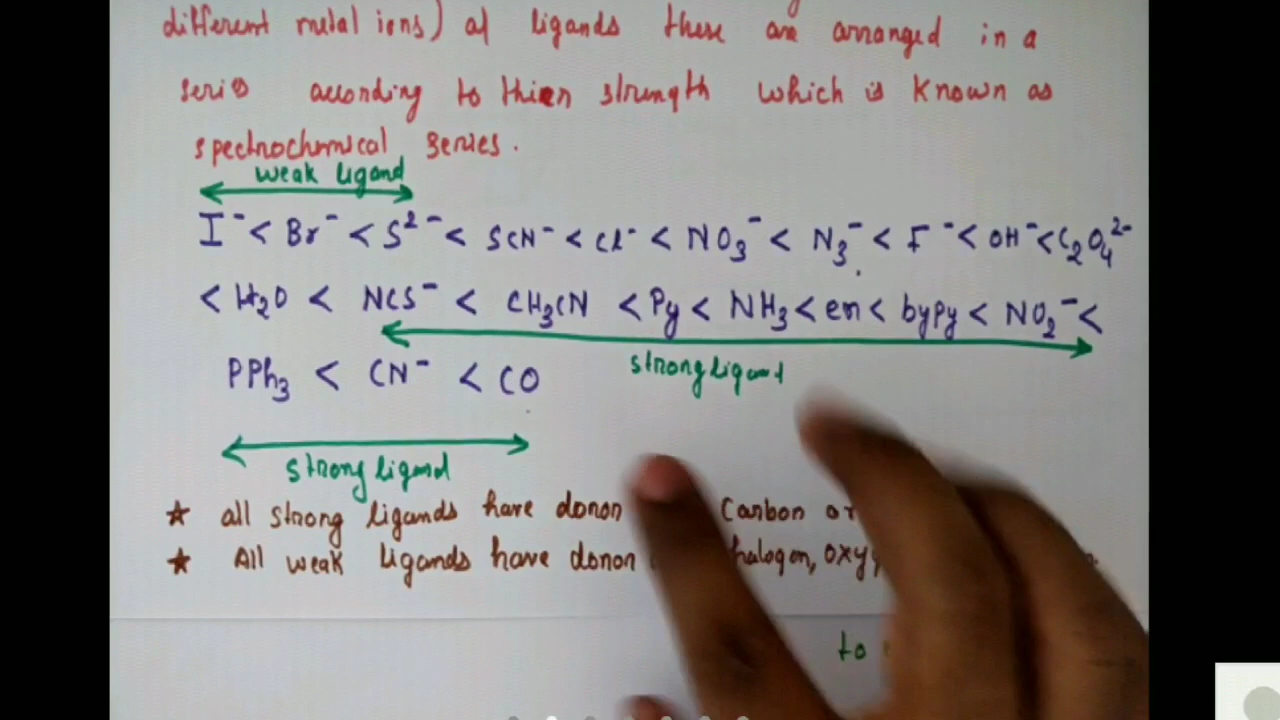 different metal ions) of ligands these are arranged in a
series according to thier strength which is known as
spectrochemical series.
weak ligand
I⁻ < Br⁻ < S²⁻ < SCN⁻ < Cl⁻ < NO₃⁻ < N₃⁻ < F⁻ < OH⁻ < C₂O₄²⁻
< H₂O < NCS⁻ < CH₃CN < Py < NH₃ < en < bypy < NO₂⁻ <
strong ligand
PPh₃ < CN⁻ < CO
strong ligand
★ all strong ligands have donor Carbon or
★ All weak ligands have donor halogen,
to